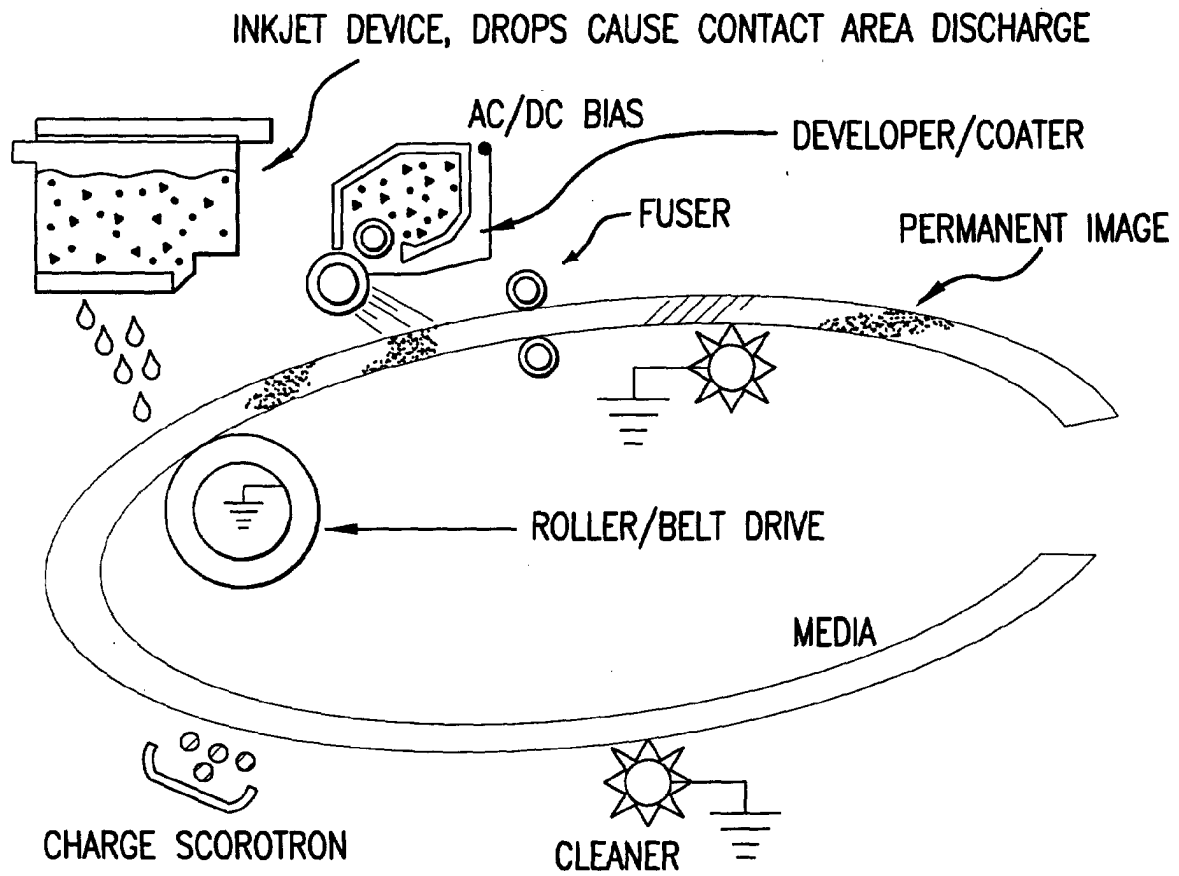 INKJET DEVICE, DROPS CAUSE CONTACT AREA DISCHARGE
AC/DC BIAS
DEVELOPER/COATER
FUSER
PERMANENT IMAGE
ROLLER/BELT DRIVE
MEDIA
CHARGE SCOROTRON
CLEANER